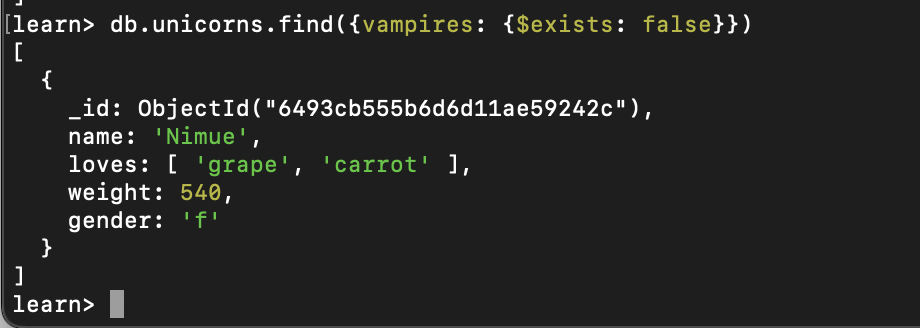 ]
[learn> db.unicorns.find({vampires: {$exists: false}})
[
  {
    _id: ObjectId("6493cb555b6d6d11ae59242c"),
    name: 'Nimue',
    loves: [ 'grape', 'carrot' ],
    weight: 540,
    gender: 'f'
  }
]
learn>